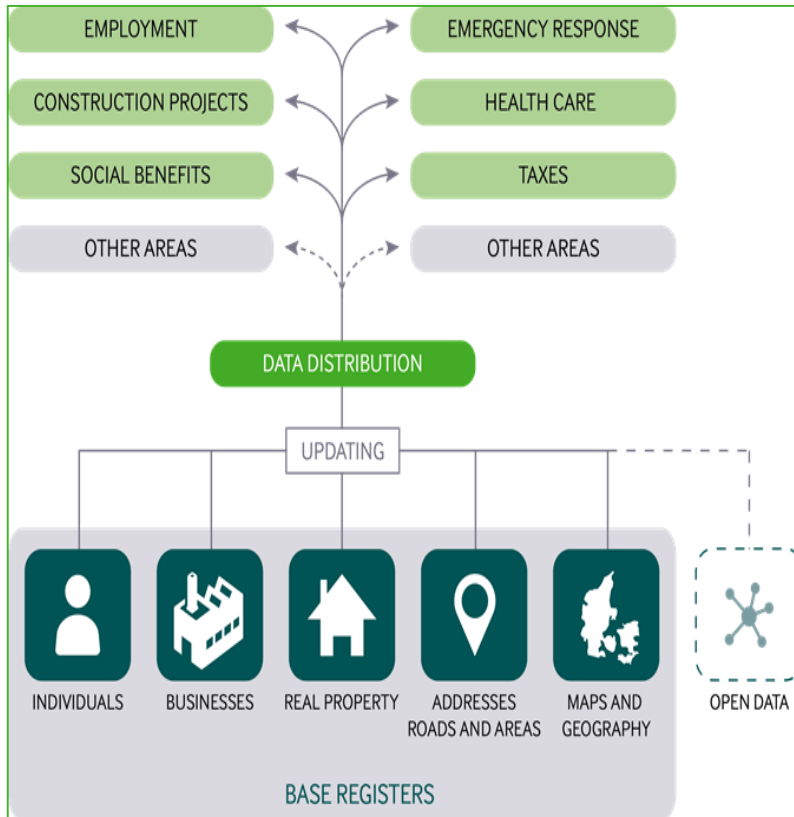 EMPLOYMENT
EMERGENCY RESPONSE
CONSTRUCTION PROJECTS
HEALTH CARE
SOCIAL BENEFITS
TAXES
OTHER AREAS
OTHER AREAS
DATA DISTRIBUTION
UPDATING
INDIVIDUALS
BUSINESSES
REAL PROPERTY
ADDRESSES
ROADS AND AREAS
MAPS AND
GEOGRAPHY
OPEN DATA
BASE REGISTERS